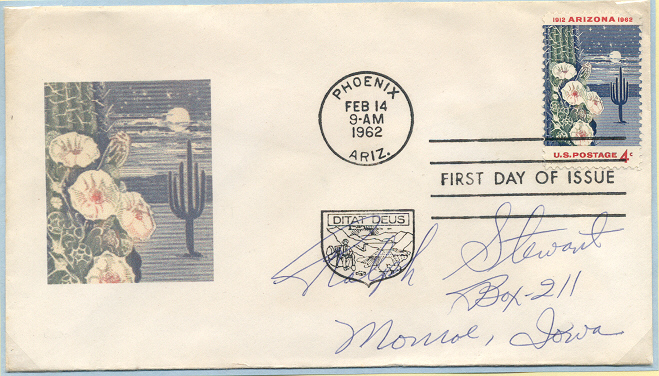 1912 ARIZONA 1962
U.S. POSTAGE 4¢
PHOENIX
FEB 14
9-AM
1962
ARIZ.
FIRST DAY OF ISSUE
DITAT DEUS
Ralph Stewart
Box-211
Monroe, Iowa